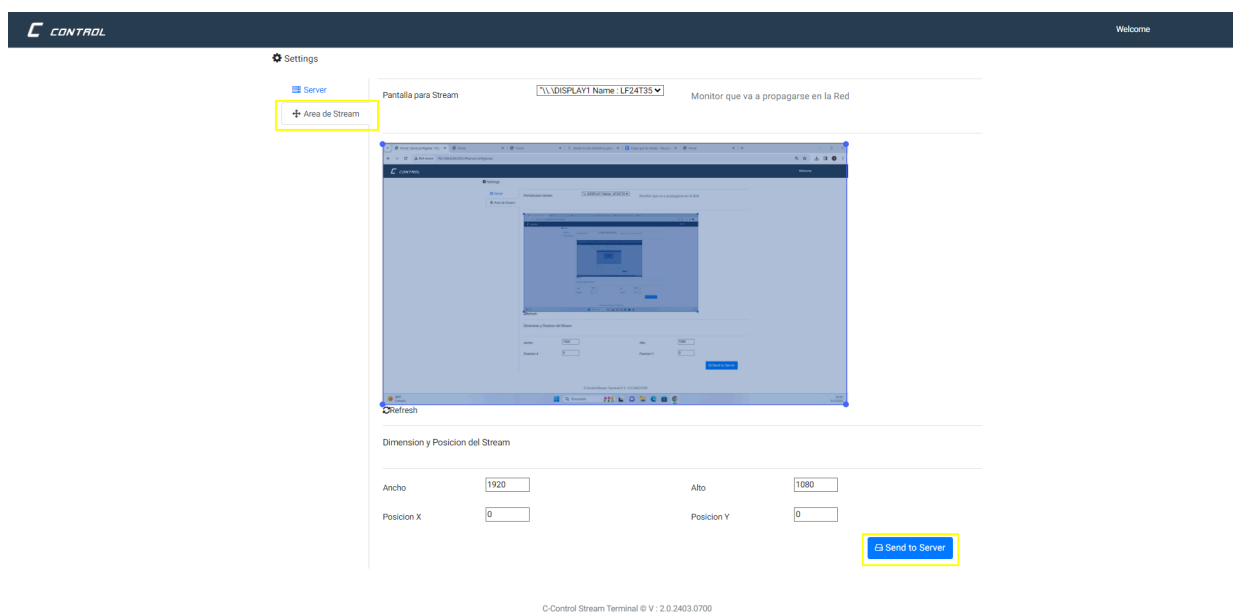 C CONTROL
Welcome
Settings
Server
Area de Stream
Pantalla para Stream
"\\.\DISPLAY1 Name : LF24T35
Monitor que va a propagarse en la Red
Refresh
Dimension y Posicion del Stream
Ancho
1920
Alto
1080
Posicion X
0
Posicion Y
0
Send to Server
C-Control Stream Terminal © V : 2.0.2403.0700